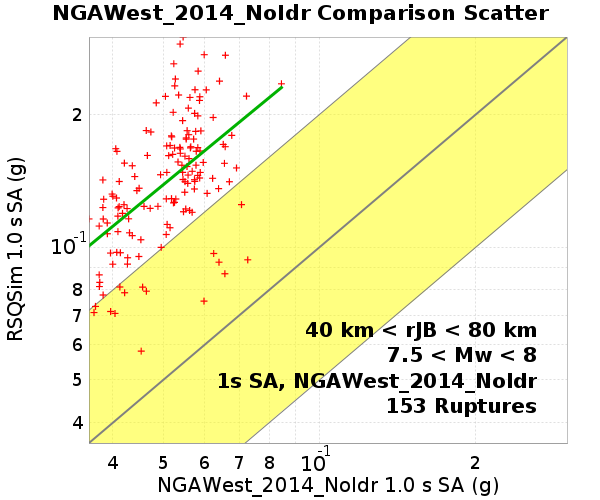 NGAWest_2014_NoIdr Comparison Scatter
RSQSim 1.0 s SA (g)
2
10-1
8
7
6
5
4
40 km < rJB < 80 km
7.5 < Mw < 8
1s SA, NGAWest_2014_NoIdr
153 Ruptures
4 5 6 7 8 10-1 2
NGAWest_2014_NoIdr 1.0 s SA (g)